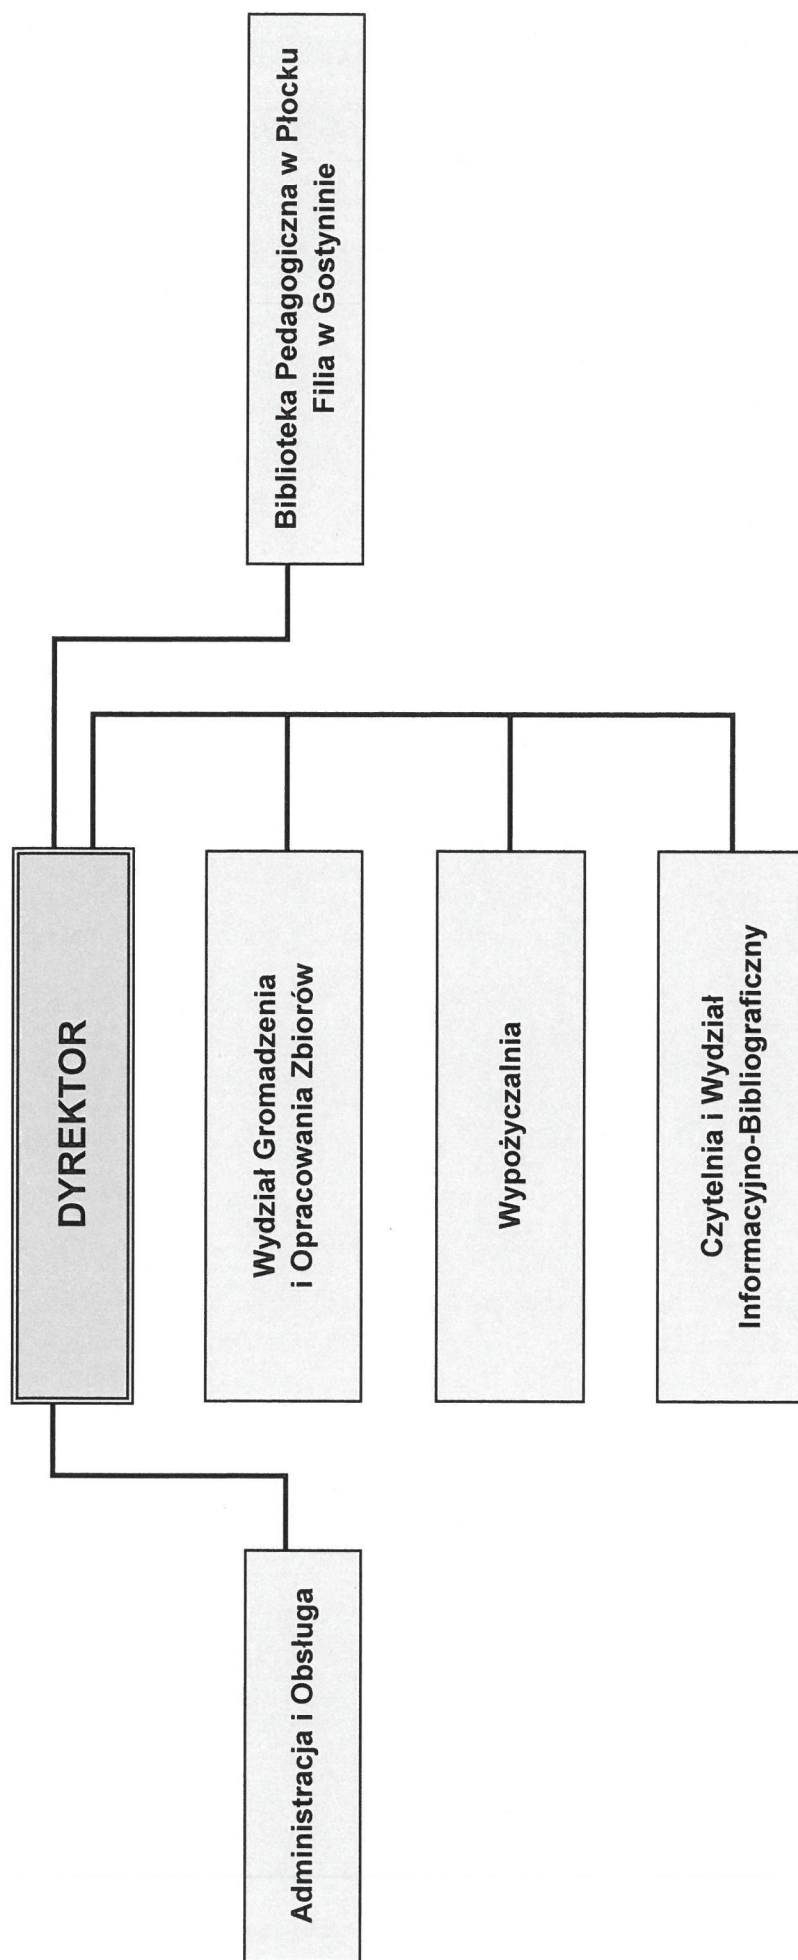 DYREKTOR
Administracja i Obsługa
Wydział Gromadzenia
i Opracowania Zbiorów
Biblioteka Pedagogiczna w Płocku
Filia w Gostyninie
Wypożyczalnia
Czytelnia i Wydział
Informacyjno-Bibliograficzny